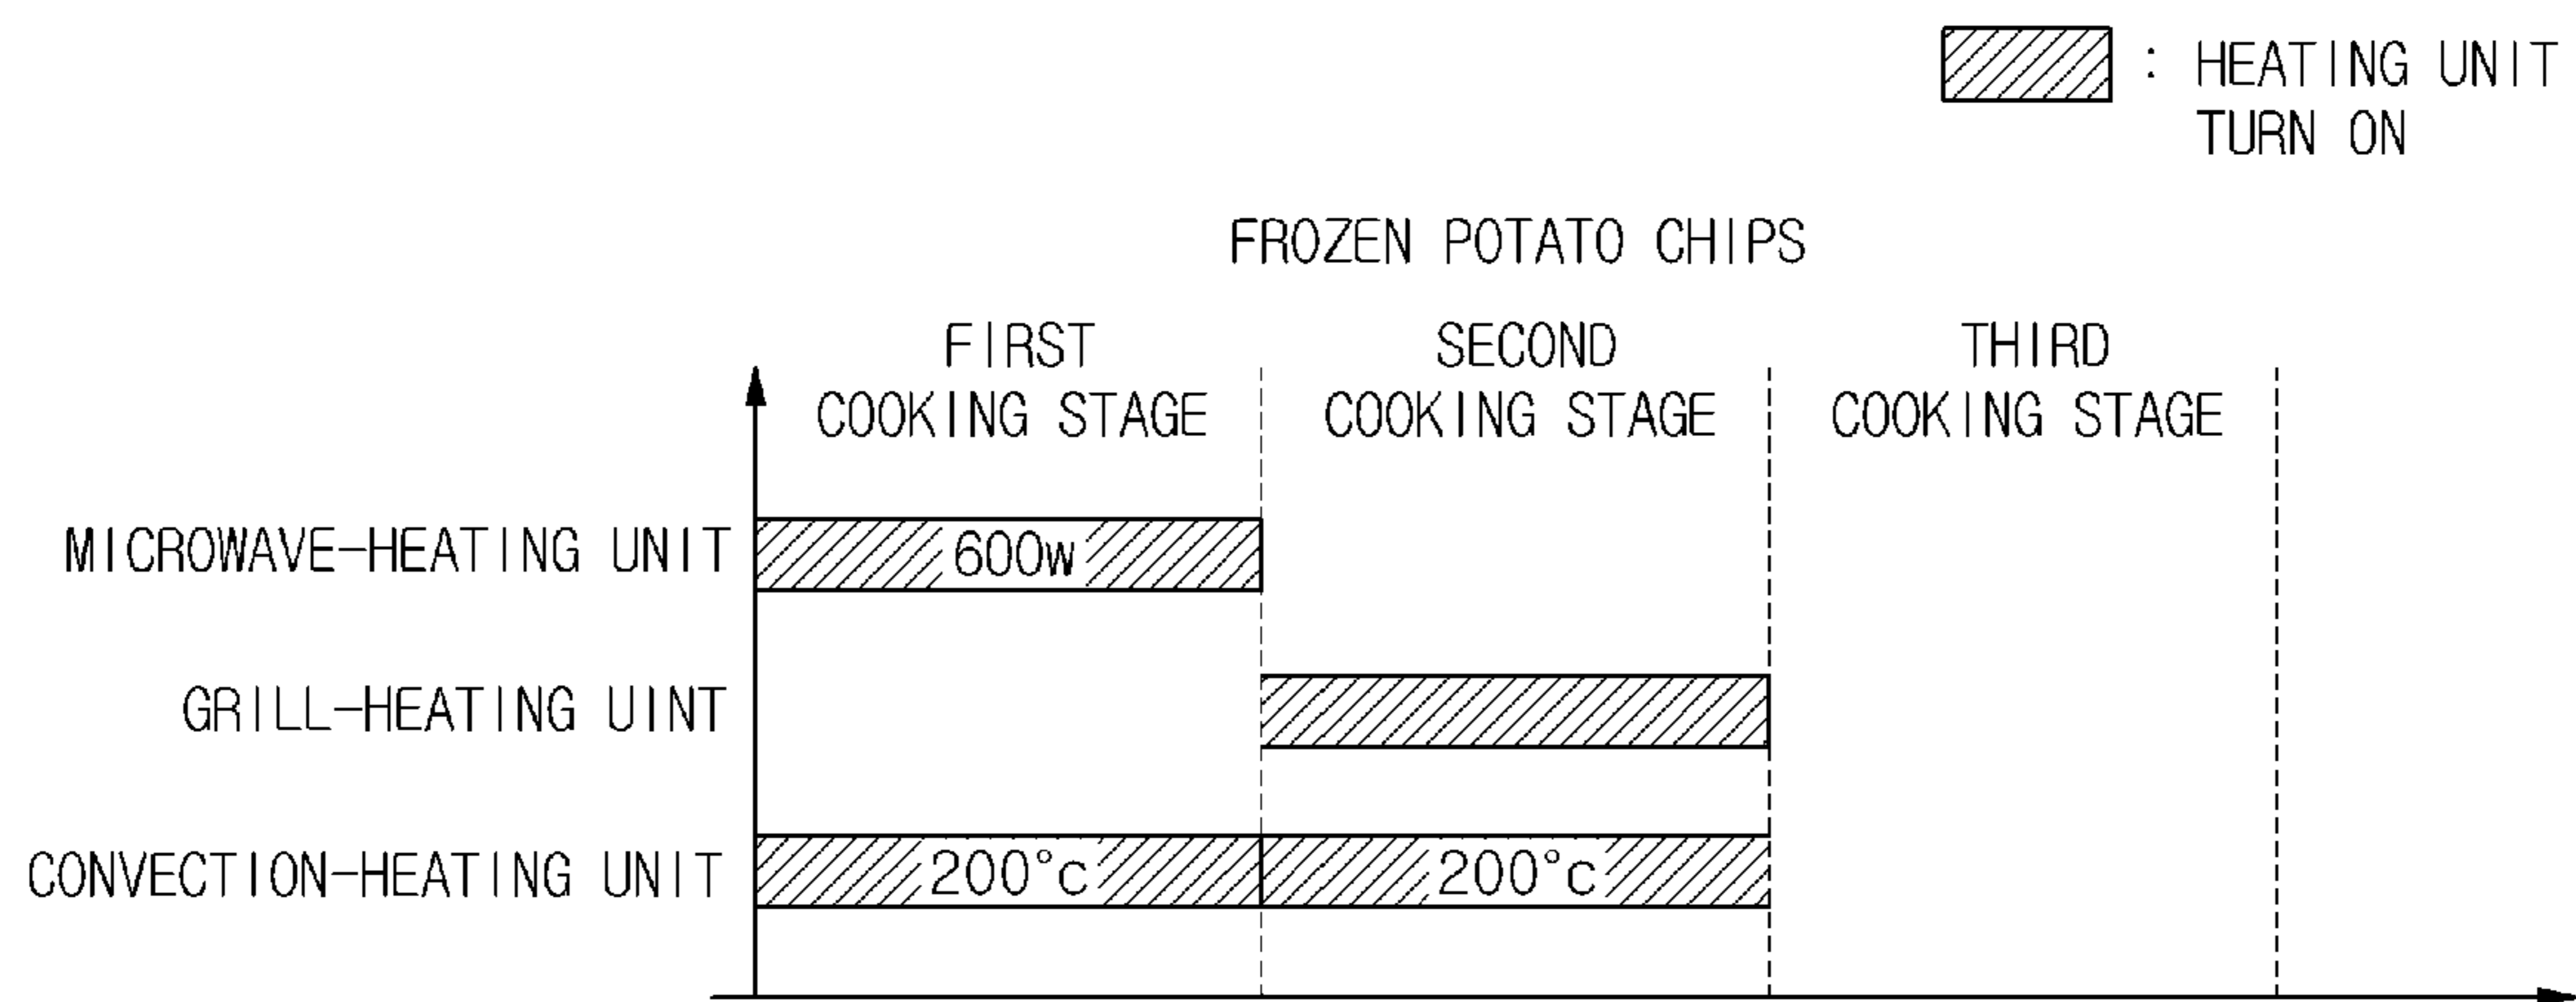 : HEATING UNIT
TURN ON
FROZEN POTATO CHIPS
FIRST
COOKING STAGE
SECOND
COOKING STAGE
THIRD
COOKING STAGE
MICROWAVE-HEATING UNIT
600w
GRILL-HEATING UINT
CONVECTION-HEATING UNIT
200°c
200°c